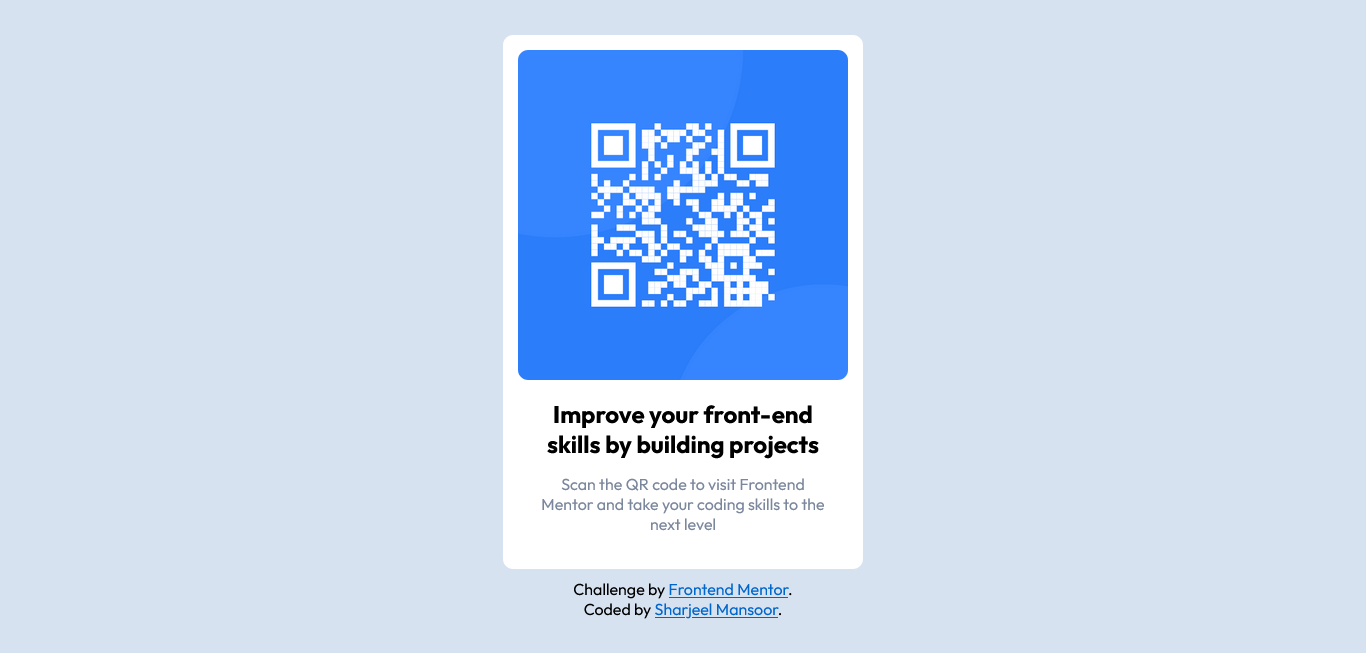 Improve your front-end
skills by building projects
Scan the QR code to visit Frontend
Mentor and take your coding skills to the
next level
Challenge by Frontend Mentor.
Coded by Sharjeel Mansoor.